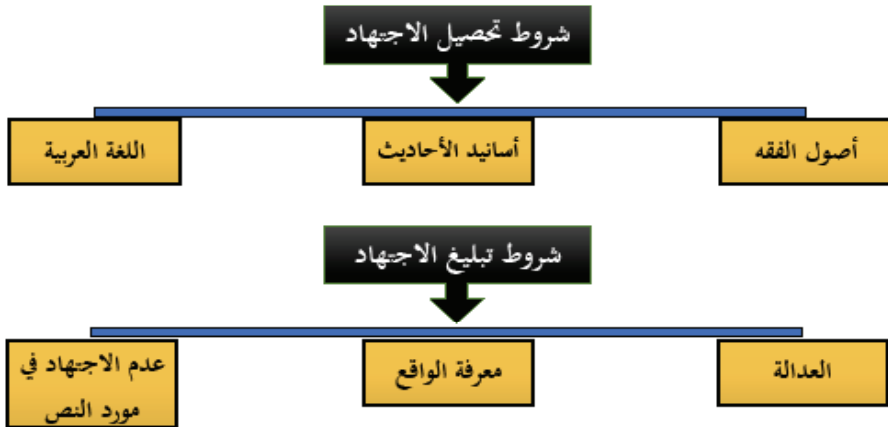 شروط تحصيل الاجتهاد
أصول الفقه
أسانيد الأحاديث
اللغة العربية
شروط تبليغ الاجتهاد
العدالة
معرفة الواقع
عدم الاجتهاد في
مورد النص